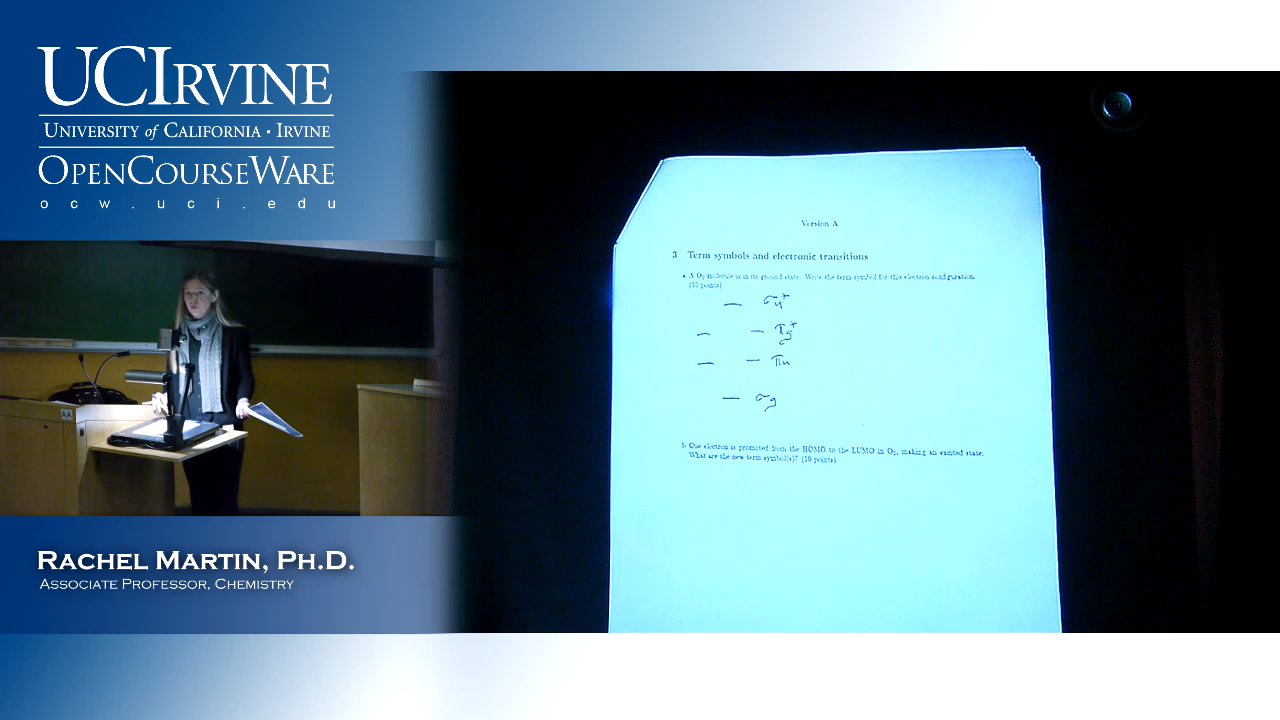 UCIRVINE
UNIVERSITY of CALIFORNIA • IRVINE
OPENCOURSEWARE
ocw.uci.edu
AA
RACHEL MARTIN, PH.D.
ASSOCIATE PROFESSOR, CHEMISTRY
Version A
3 Term symbols and electronic transitions
a A O₂ molecule is in its ground state. Write the term symbol for this electron configuration.
(10 points)
— σu*
— — πg*
— — πu
— σg
b One electron is promoted from the HOMO to the LUMO in O₂, making an excited state.
What are the new term symbol(s)? (10 points)